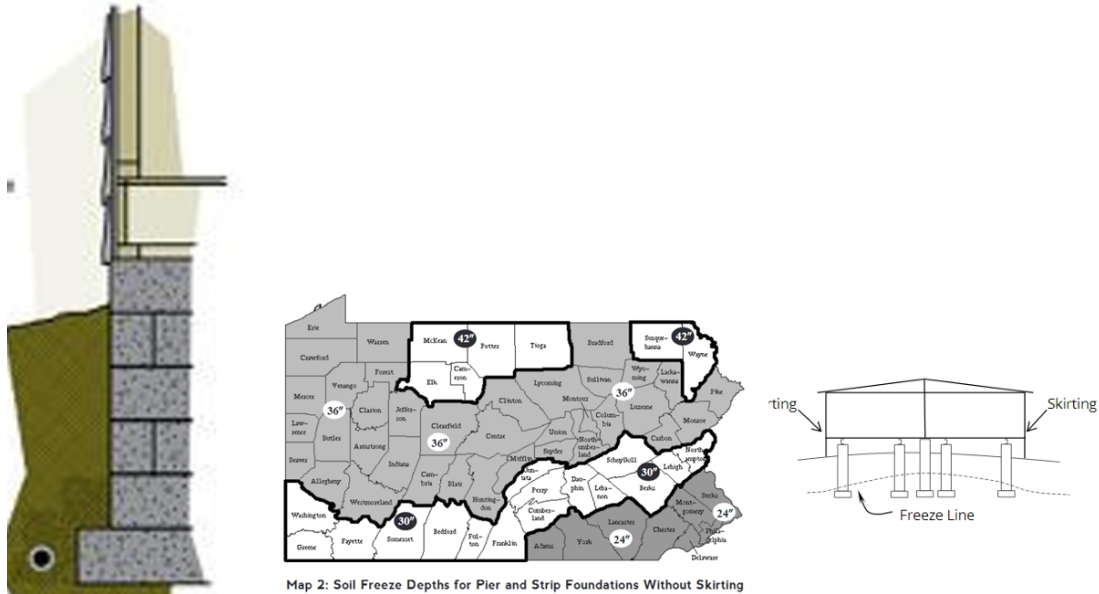 Erie
Crawford
Warren
McKean
42"
Potter
Tioga
Bradford
Susque-
hanna
42"
Wayne
Mercer
Venango
Forest
Elk
Cam-
eron
Lycoming
Sullivan
Wyo-
ming
Lacka-
wanna
Pike
36"
Law-
rence
Butler
Clarion
Jeffer-
son
Clearfield
36"
Clinton
Centre
Montour
Colum-
bia
36"
Luzerne
Monroe
Carbon
Beaver
Armstrong
Indiana
Union
Snyder
North-
umber-
land
Allegheny
Westmoreland
Cam-
bria
Blair
Hunting-
don
Mifflin
Jun-
iata
Perry
Dau-
phin
Leba-
non
Schuylkill
30"
Berks
Lehigh
North-
ampton
Washington
Greene
Fayette
30"
Somerset
Bedford
Ful-
ton
Franklin
Cumber-
land
Adams
York
Lancaster
24"
Chester
Mont-
gomery
Berks
24"
Phila-
delphia
Delaware
Map 2: Soil Freeze Depths for Pier and Strip Foundations Without Skirting
rting
Skirting
Freeze Line